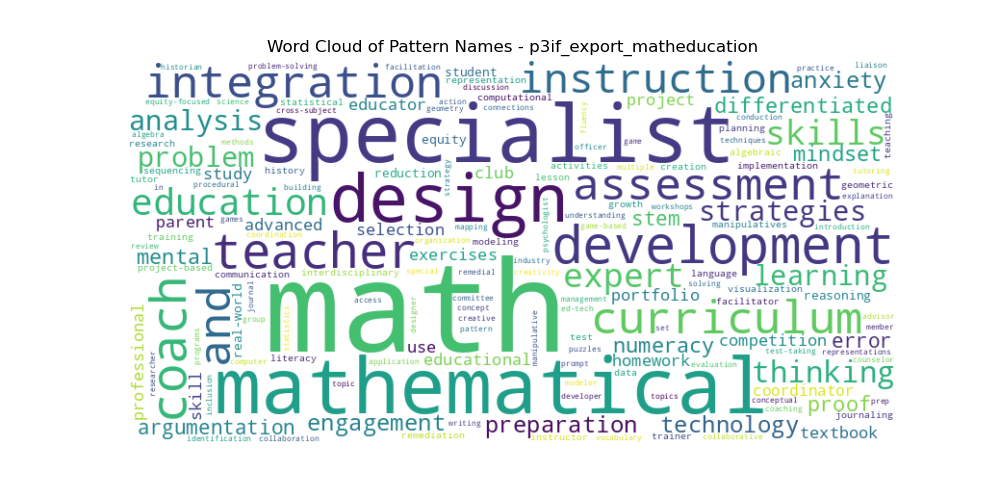 Word Cloud of Pattern Names - p3if_export_matheducation
historian
problem-solving
facilitation
student
discussion
practice
liaison
integration
instruction
anxiety
representation
equity-focused
science
statistical
educator
action
computational
project
differentiated
cross-subject
geometry
connections
fluency
conduction
analysis
specialist
skills
teaching
algebra
research
methods
equity
officer
game
planning
techniques
algebraic
mindset
problem
study
history
reduction
strategy
club
activities
multiple
creation
implementation
tutoring
sequencing
tutor
in
procedural
building
lesson
assessment
geometric
explanation
education
design
psychologist
growth
workshops
understanding
strategies
games
parent
advanced
selection
mapping
game-based
stem
manipulatives
introduction
training
coordination
teacher
organization
modeling
development
review
mental
exercises
industry
language
solving
project-based
communication
interdisciplinary
special
remedial
creativity
expert
visualization
learning
reasoning
professional
coach
and
real-world
journal
access
math
committee
concept
creative
pattern
designer
management
ed-tech
portfolio
facilitator
advisor
programs
group
statistics
manipulative
curriculum
set
member
researcher
use
test
puzzles
numeracy
competition
error
computer
literacy
application
educational
prompt
homework
data
evaluation
test-taking
representations
counselor
skill
inclusion
topic
mathematical
modeler
developer
topics
thinking
coordinator
conceptual
prep
coaching
proof
journaling
argumentation
engagement
writing
preparation
technology
textbook
identification
collaboration
remediation
instructor
vocabulary
trainer
collaborative